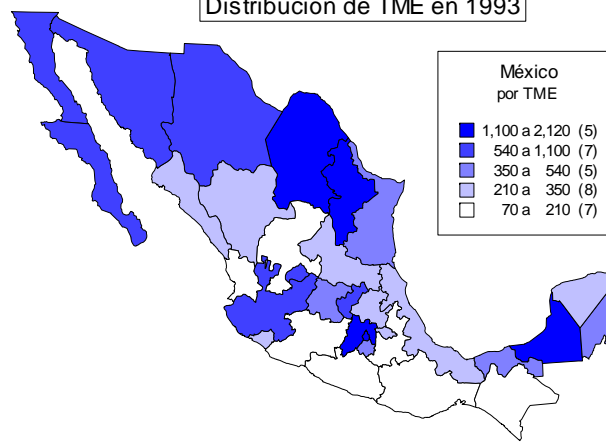 Distribución de TME en 1993
México
por TME
1,100 a 2,120 (5)
540 a 1,100 (7)
350 a 540 (5)
210 a 350 (8)
70 a 210 (7)